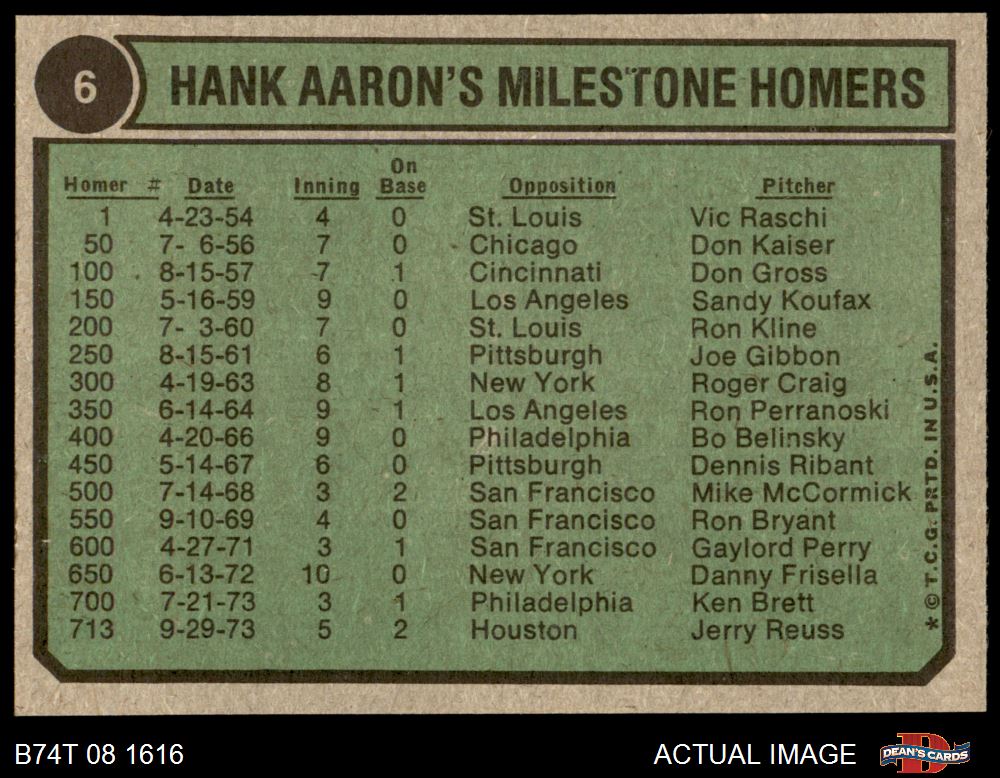 6 HANK AARON'S MILESTONE HOMERS
On
Homer # Date Inning Base Opposition Pitcher
1 4-23-54 4 0 St. Louis Vic Raschi
50 7- 6-56 7 0 Chicago Don Kaiser
100 8-15-57 7 1 Cincinnati Don Gross
150 5-16-59 9 0 Los Angeles Sandy Koufax
200 7- 3-60 7 0 St. Louis Ron Kline
250 8-15-61 6 1 Pittsburgh Joe Gibbon
300 4-19-63 8 1 New York Roger Craig
350 6-14-64 9 1 Los Angeles Ron Perranoski
400 4-20-66 9 0 Philadelphia Bo Belinsky
450 5-14-67 6 0 Pittsburgh Dennis Ribant
500 7-14-68 3 2 San Francisco Mike McCormick
550 9-10-69 4 0 San Francisco Ron Bryant
600 4-27-71 3 1 San Francisco Gaylord Perry
650 6-13-72 10 0 New York Danny Frisella
700 7-21-73 3 1 Philadelphia Ken Brett
713 9-29-73 5 2 Houston Jerry Reuss
* © T.C.G. PRTD. IN U.S.A.
B74T 08 1616 ACTUAL IMAGE D DEAN'S CARDS